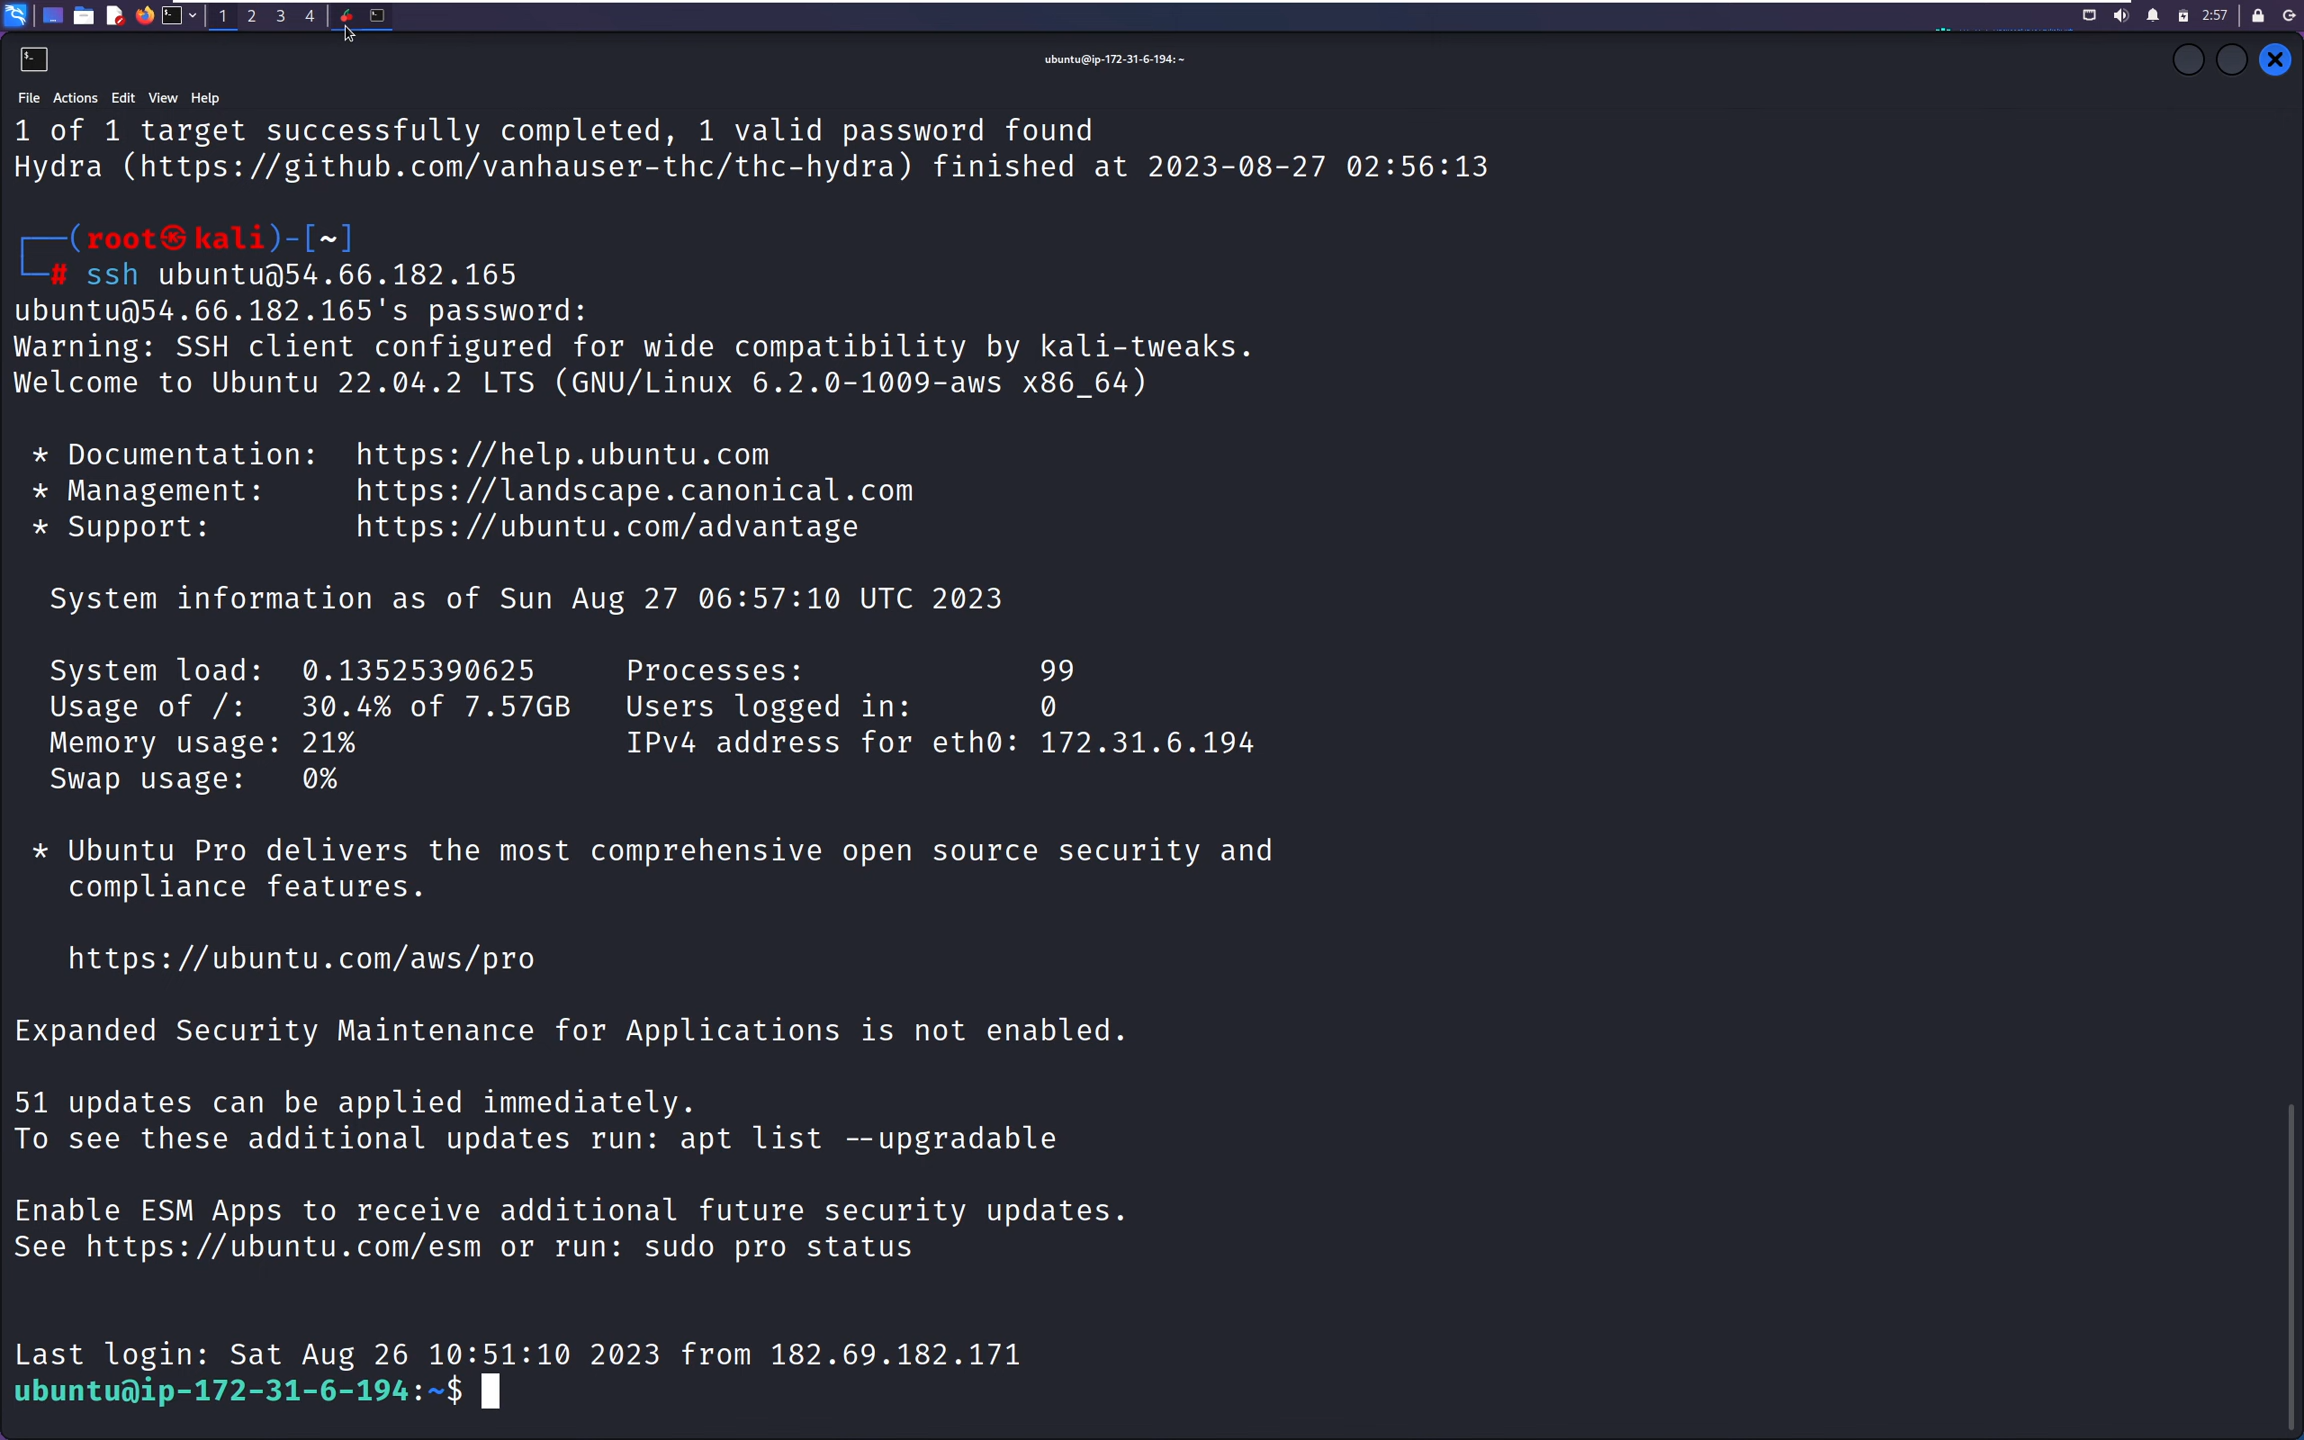 1 2 3 4 2:57
ubuntu@ip-172-31-6-194: ~
File Actions Edit View Help
1 of 1 target successfully completed, 1 valid password found
Hydra (https://github.com/vanhauser-thc/thc-hydra) finished at 2023-08-27 02:56:13
┌──(root㉿kali)-[~]
└─# ssh ubuntu@54.66.182.165
ubuntu@54.66.182.165's password:
Warning: SSH client configured for wide compatibility by kali-tweaks.
Welcome to Ubuntu 22.04.2 LTS (GNU/Linux 6.2.0-1009-aws x86_64)
* Documentation: https://help.ubuntu.com
* Management: https://landscape.canonical.com
* Support: https://ubuntu.com/advantage
System information as of Sun Aug 27 06:57:10 UTC 2023
System load: 0.13525390625 Processes: 99
Usage of /: 30.4% of 7.57GB Users logged in: 0
Memory usage: 21% IPv4 address for eth0: 172.31.6.194
Swap usage: 0%
* Ubuntu Pro delivers the most comprehensive open source security and
compliance features.
https://ubuntu.com/aws/pro
Expanded Security Maintenance for Applications is not enabled.
51 updates can be applied immediately.
To see these additional updates run: apt list --upgradable
Enable ESM Apps to receive additional future security updates.
See https://ubuntu.com/esm or run: sudo pro status
Last login: Sat Aug 26 10:51:10 2023 from 182.69.182.171
ubuntu@ip-172-31-6-194:~$